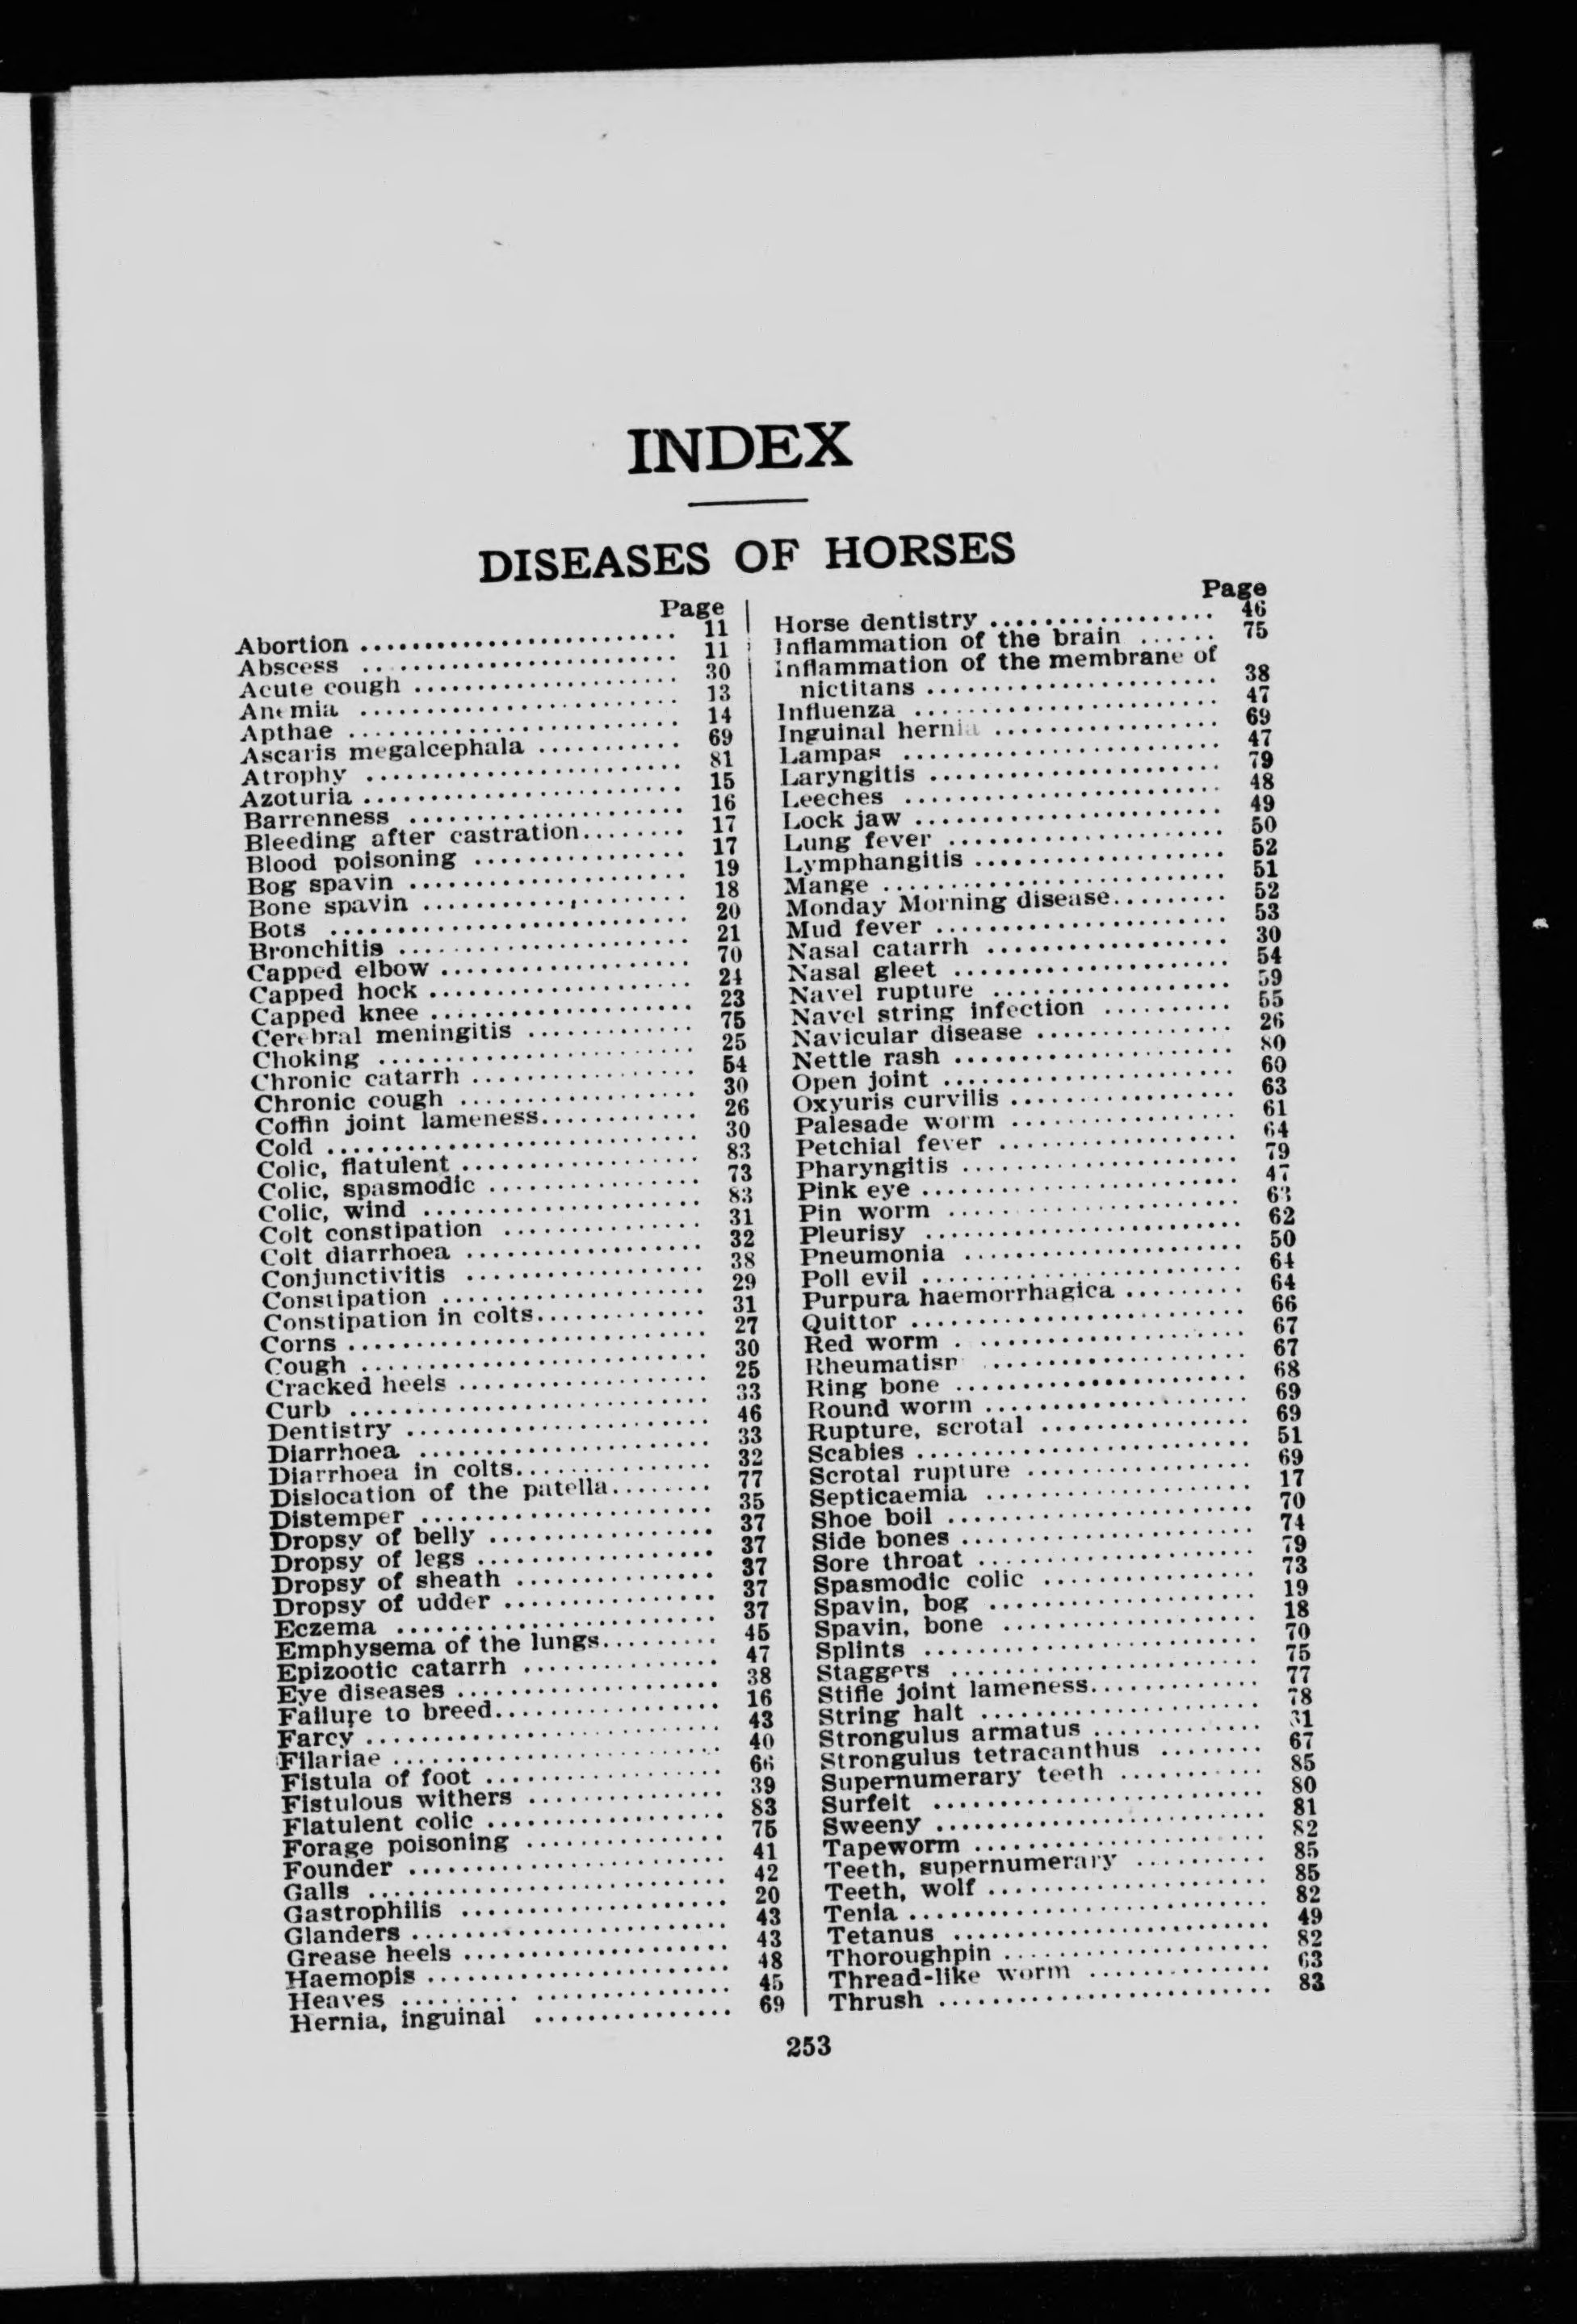 INDEX
DISEASES OF HORSES
Page
Abortion ........................ 11
Abscess ........................ 11
Acute cough .................... 30
Anemia ........................ 13
Apthae ........................ 14
Ascaris megalcephala ........... 69
Atrophy ........................ 81
Azoturia ........................ 15
Barrenness ..................... 16
Bleeding after castration........ 17
Blood poisoning ................ 17
Bog spavin ..................... 19
Bone spavin .................... 18
Bots ........................... 20
Bronchitis ...................... 21
Capped elbow ................... 70
Capped hock .................... 24
Capped knee .................... 23
Cerebral meningitis ............. 75
Choking ........................ 25
Chronic catarrh ................. 54
Chronic cough .................. 30
Coffin joint lameness............ 26
Cold ........................... 30
Colic, flatulent .................. 83
Colic, spasmodic ................ 73
Colic, wind ..................... 83
Colt constipation ............... 31
Colt diarrhoea .................. 32
Conjunctivitis .................. 38
Constipation .................... 29
Constipation in colts............. 31
Corns ........................... 27
Cough .......................... 30
Cracked heels ................... 25
Curb ........................... 33
Dentistry ....................... 46
Diarrhoea ...................... 33
Diarrhoea in colts............... 32
Dislocation of the patella........ 77
Distemper ...................... 35
Dropsy of belly ................. 37
Dropsy of legs .................. 37
Dropsy of sheath ............... 37
Dropsy of udder ................ 37
Eczema ........................ 37
Emphysema of the lungs......... 45
Epizootic catarrh ............... 47
Eye diseases .................... 38
Failure to breed................. 16
Farcy ........................... 43
Filariae ......................... 40
Fistula of foot .................. 66
Fistulous withers ............... 39
Flatulent colic .................. 83
Forage poisoning ............... 75
Founder ........................ 41
Galls ........................... 42
Gastrophilis .................... 20
Glanders ........................ 43
Grease heels .................... 43
Haemopis ....................... 48
Heaves ......................... 45
Hernia, inguinal ............... 69
Page
Horse dentistry ................. 46
Inflammation of the brain ...... 75
Inflammation of the membrane of
nictitans ...................... 38
Influenza ....................... 47
Inguinal hernia ................. 69
Lampas ........................ 47
Laryngitis ...................... 79
Leeches ........................ 48
Lock jaw ....................... 49
Lung fever ..................... 50
Lymphangitis ................... 52
Mange .......................... 51
Monday Morning disease......... 52
Mud fever ...................... 53
Nasal catarrh .................. 30
Nasal gleet ..................... 54
Navel rupture .................. 59
Navel string infection .......... 55
Navicular disease ............... 26
Nettle rash ..................... 80
Open joint ...................... 60
Oxyuris curvilis ................. 63
Palesade worm ................. 61
Petchial fever .................. 64
Pharyngitis ..................... 79
Pink eye ........................ 47
Pin worm ...................... 63
Pleurisy ........................ 62
Pneumonia ..................... 50
Poll evil ........................ 64
Purpura haemorrhagica ......... 64
Quittor ......................... 66
Red worm ...................... 67
Rheumatism ................... 67
Ring bone ...................... 68
Round worm .................... 69
Rupture, scrotal ................ 69
Scabies ......................... 51
Scrotal rupture ................. 69
Septicaemia .................... 17
Shoe boil ....................... 70
Side bones ...................... 74
Sore throat ..................... 79
Spasmodic colic ................ 73
Spavin, bog .................... 19
Spavin, bone ................... 18
Splints ......................... 70
Staggers ....................... 75
Stifle joint lameness............. 77
String halt ..................... 78
Strongulus armatus ............. 
Strongulus tetracanthus ........ 67
Supernumerary teeth ........... 85
Surfeit ......................... 80
Sweeny ......................... 81
Tapeworm ...................... 82
Teeth, supernumerary .......... 85
Teeth, wolf ..................... 85
Tenia ........................... 82
Tetanus ........................ 49
Thoroughpin .................... 82
Thread-like worm .............. 63
Thrush ......................... 83
253